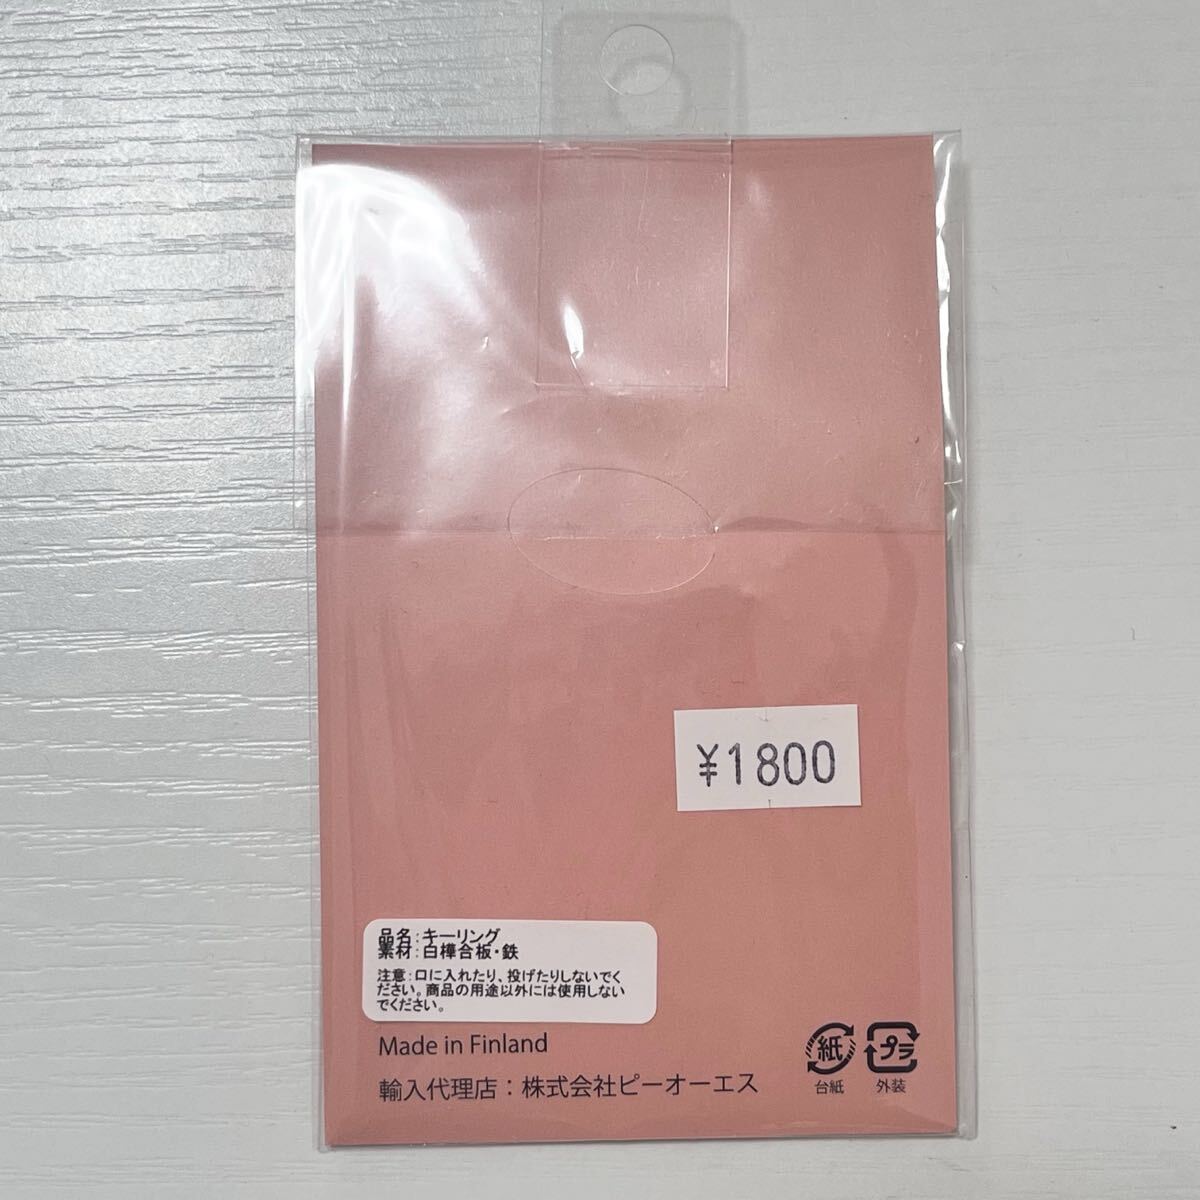 ¥1800
品名:キーリング
素材:白樺合板・鉄
注意:口に入れたり、投げたりしないでく
ださい。商品の用途以外には使用しない
でください。
Made in Finland
輸入代理店:株式会社ピーオーエス
紙
台紙
プラ
外装